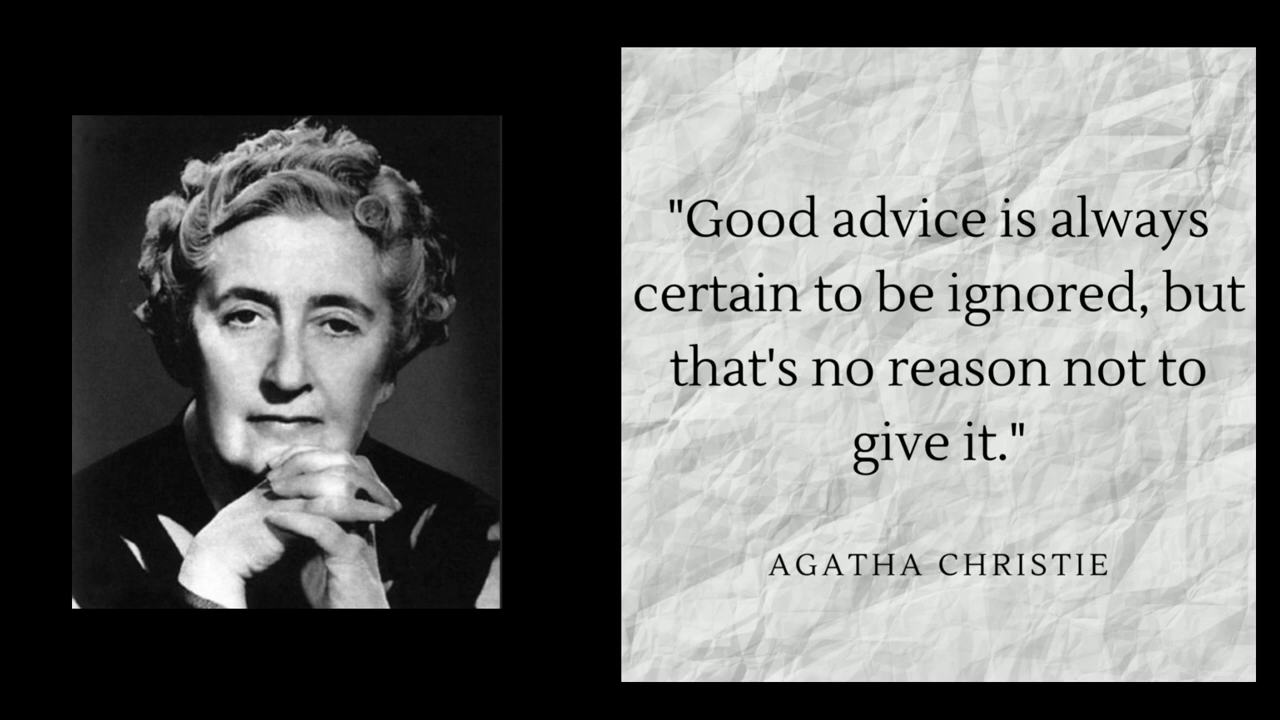 "Good advice is always
certain to be ignored, but
that's no reason not to
give it."
AGATHA CHRISTIE